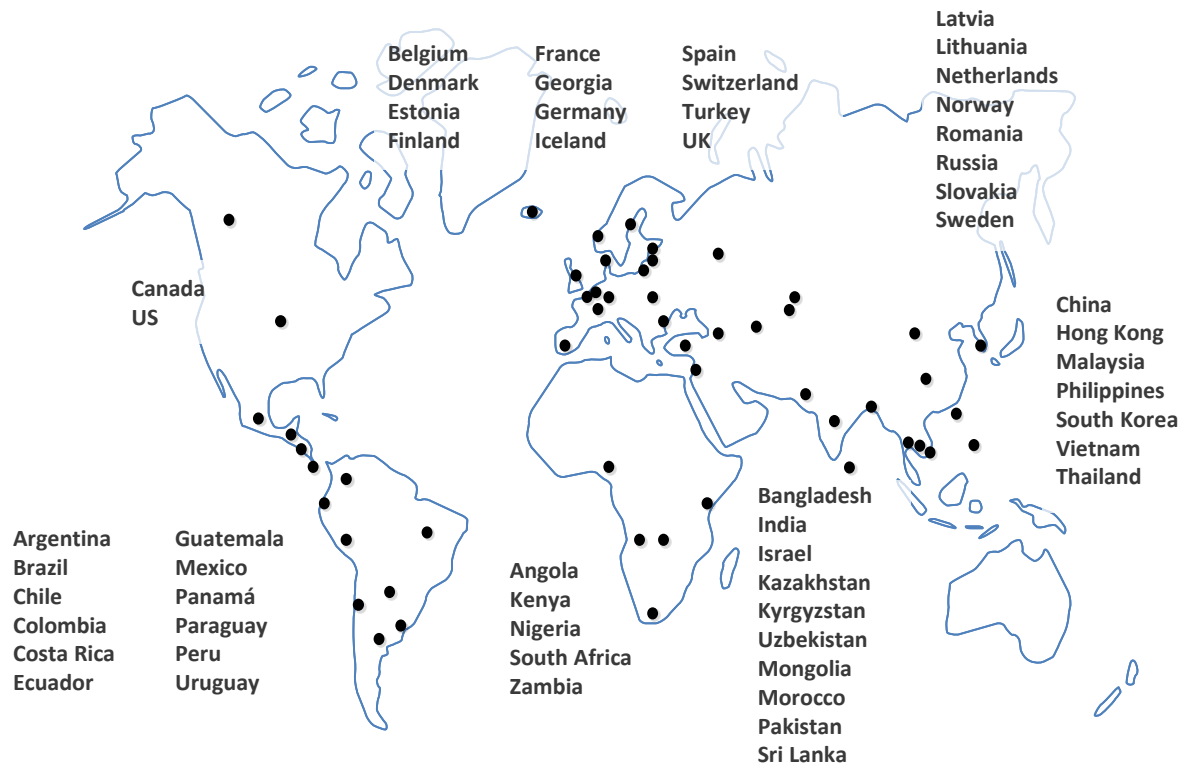 Belgium
Denmark
Estonia
Finland
France
Georgia
Germany
Iceland
Spain
Switzerland
Turkey
UK
Latvia
Lithuania
Netherlands
Norway
Romania
Russia
Slovakia
Sweden
Canada
US
China
Hong Kong
Malaysia
Philippines
South Korea
Vietnam
Thailand
Argentina
Brazil
Chile
Colombia
Costa Rica
Ecuador
Guatemala
Mexico
Panamá
Paraguay
Peru
Uruguay
Angola
Kenya
Nigeria
South Africa
Zambia
Bangladesh
India
Israel
Kazakhstan
Kyrgyzstan
Uzbekistan
Mongolia
Morocco
Pakistan
Sri Lanka